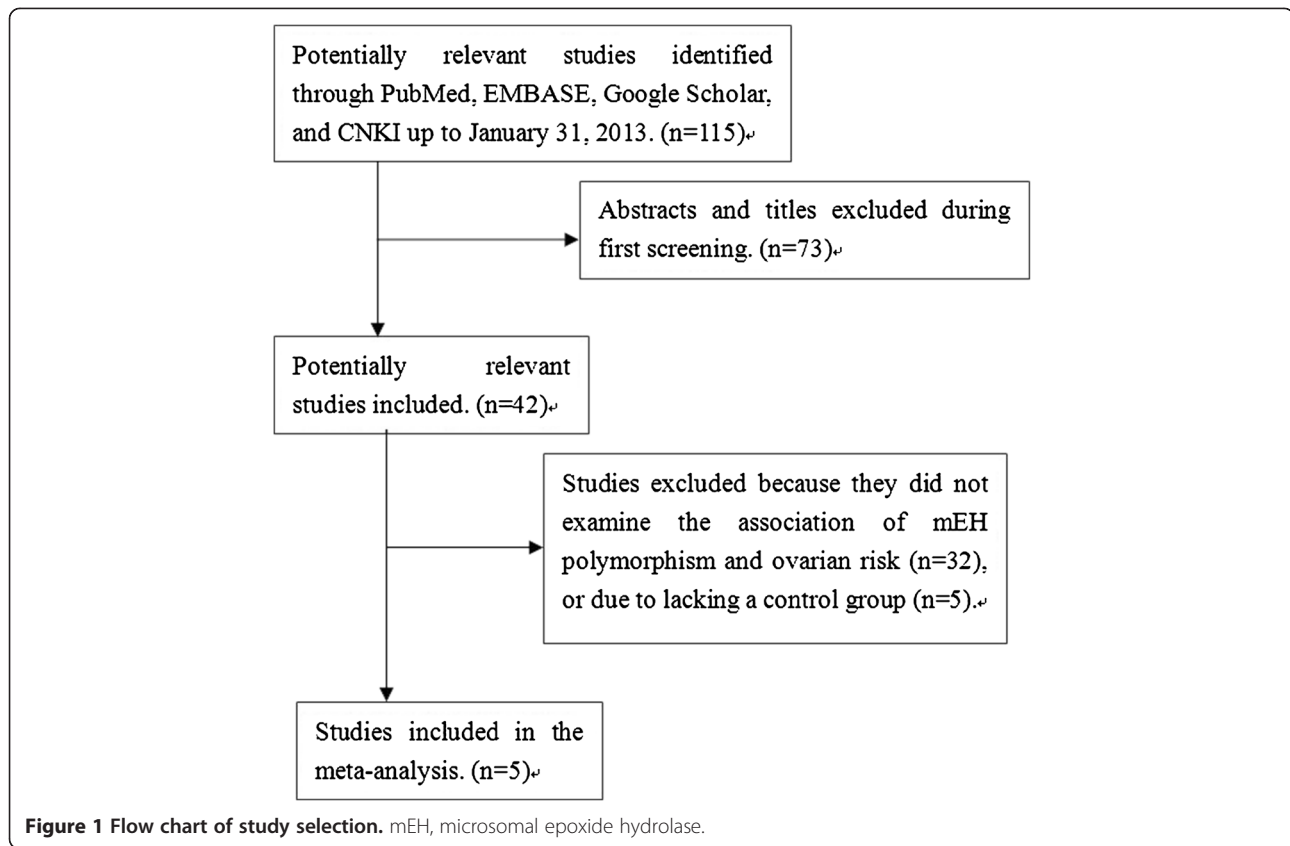 Potentially relevant studies identified
through PubMed, EMBASE, Google Scholar,
and CNKI up to January 31, 2013. (n=115)↵
Abstracts and titles excluded during
first screening. (n=73)↵
Potentially relevant
studies included. (n=42)↵
Studies excluded because they did not
examine the association of mEH
polymorphism and ovarian risk (n=32),
or due to lacking a control group (n=5).↵
Studies included in the
meta-analysis. (n=5)↵
Figure 1 Flow chart of study selection. mEH, microsomal epoxide hydrolase.